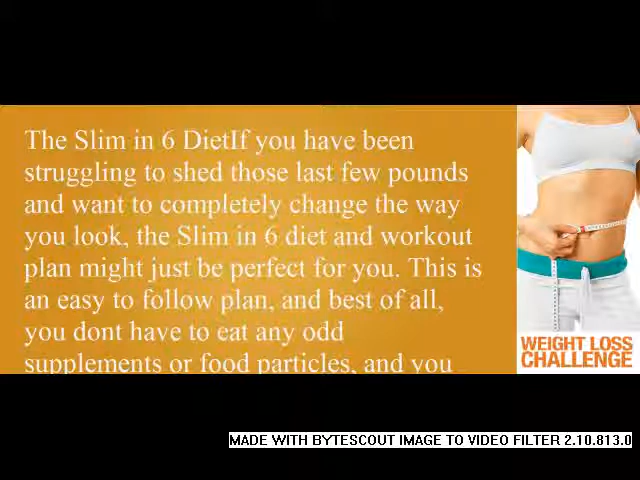 The Slim in 6 DietIf you have been
struggling to shed those last few pounds
and want to completely change the way
you look, the Slim in 6 diet and workout
plan might just be perfect for you. This is
an easy to follow plan, and best of all,
you dont have to eat any odd
supplements or food particles, and you
WEIGHT LOSS
CHALLENGE
MADE WITH BYTESCOUT IMAGE TO VIDEO FILTER 2.10.813.0